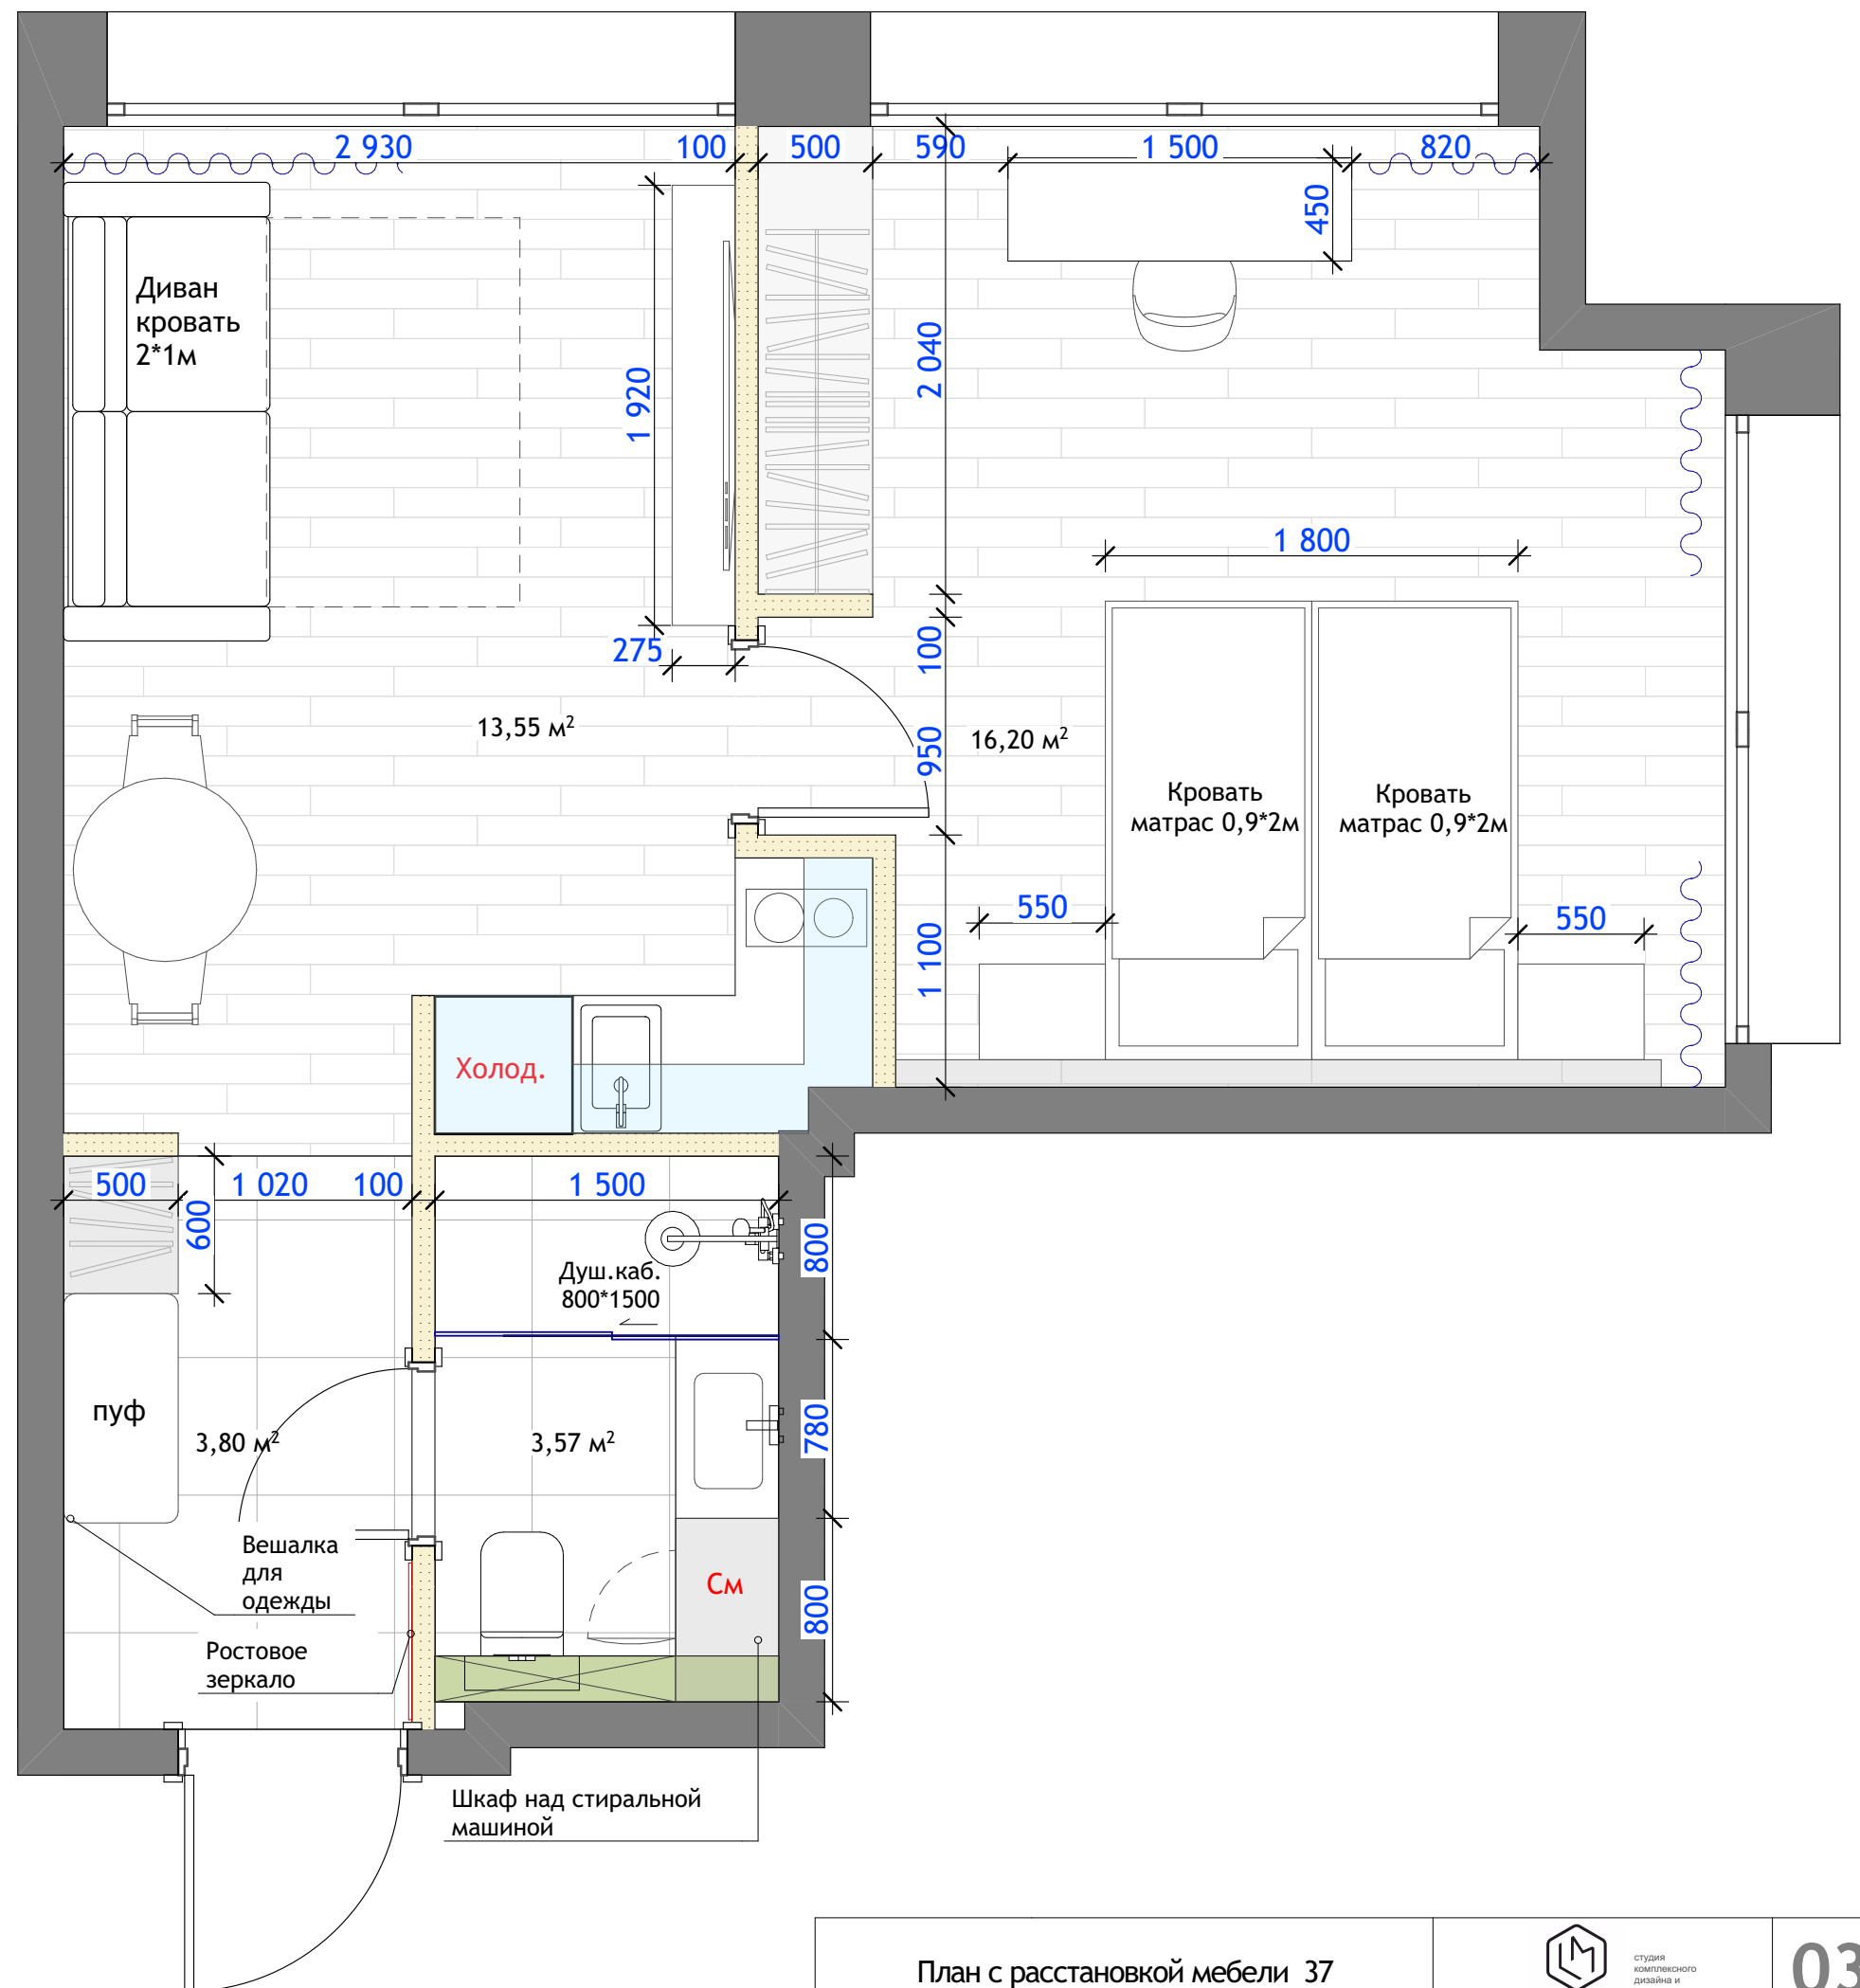 2 930
100
500
590
1 500
820
450
Диван
кровать
2*1м
1 920
2 040
1 800
275
100
13,55 м²
950
16,20 м²
Кровать
матрас 0,9*2м
Кровать
матрас 0,9*2м
550
550
1 100
Холод.
500
1 020
100
1 500
600
800
Душ.каб.
800*1500
пуф
3,80 м²
3,57 м²
780
Вешалка
для
одежды
См
800
Ростовое
зеркало
Шкаф над стиральной
машиной
План с расстановкой мебели 37
студия
комплексного
дизайна и
03